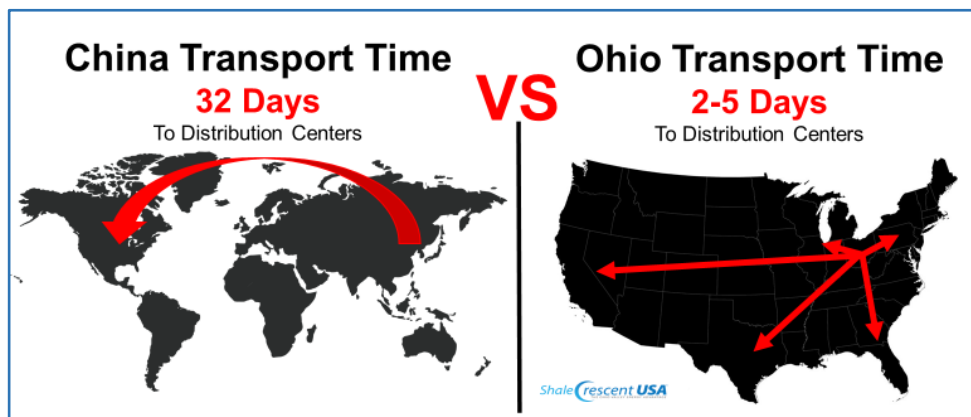 China Transport Time
32 Days
To Distribution Centers
VS
Ohio Transport Time
2-5 Days
To Distribution Centers
Shale Crescent USA